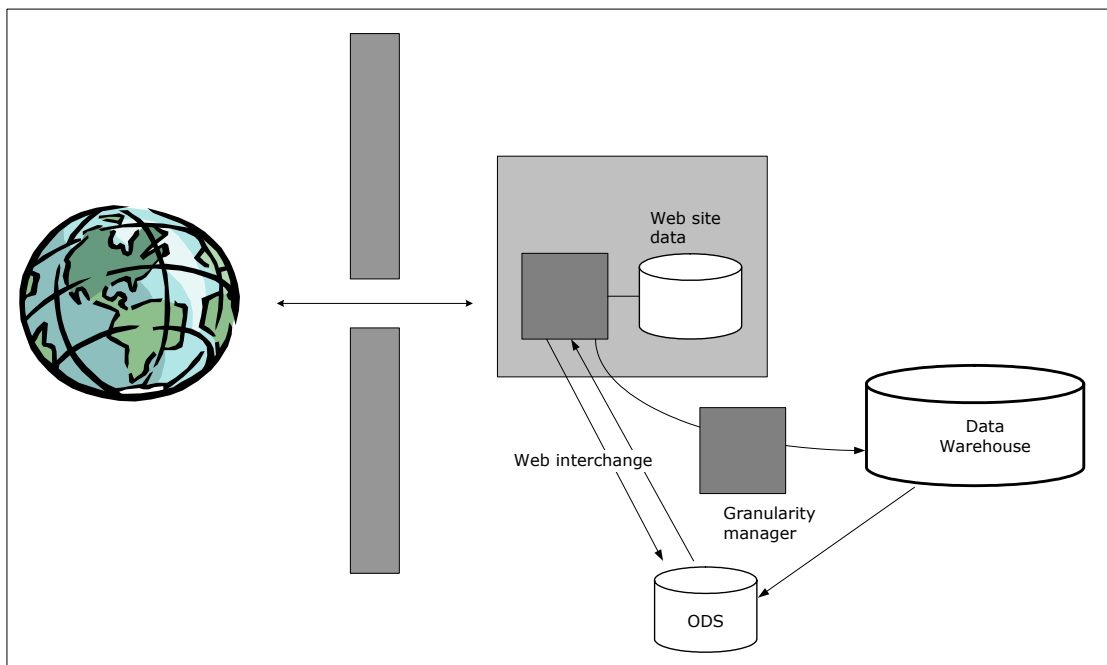 Web site
data
Data
Warehouse
Web interchange
Granularity
manager
ODS